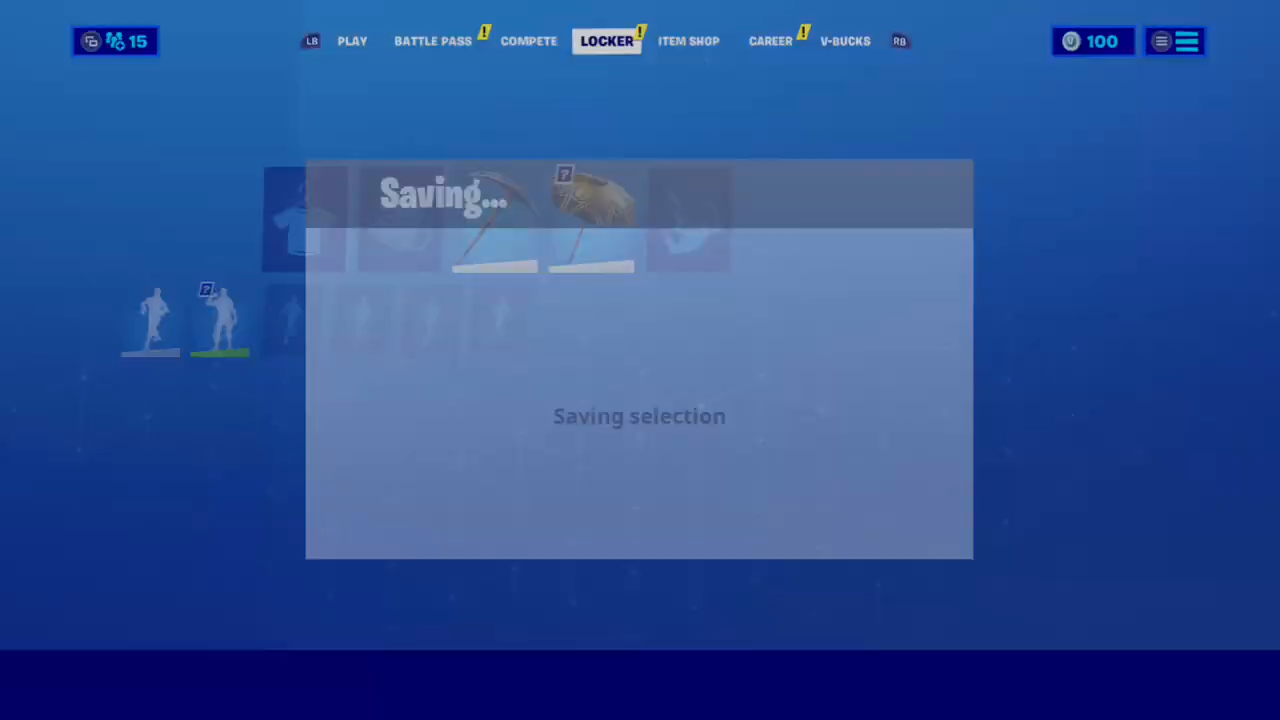 15
LB
PLAY
BATTLE PASS
!
COMPETE
LOCKER
!
ITEM SHOP
CAREER
!
V-BUCKS
RB
100
Saving...
?
?
Saving selection